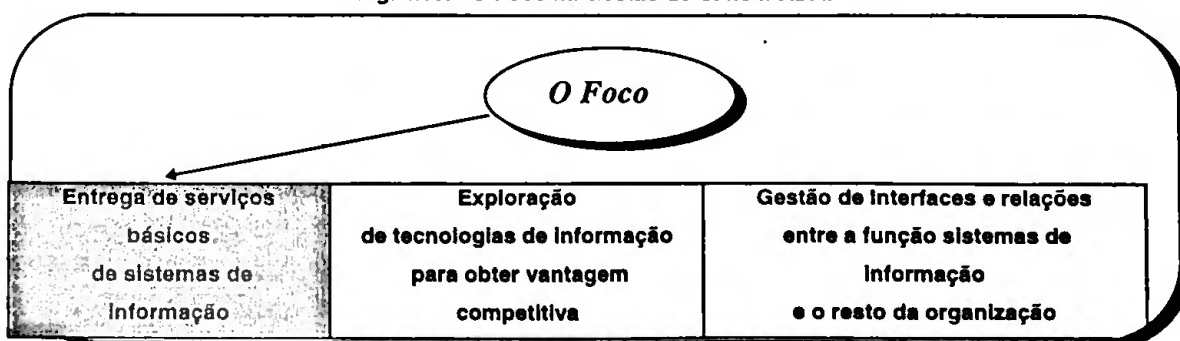 O Foco
Entrega de serviços
básicos
de sistemas de
Informação
Exploração
de tecnologias de informação
para obter vantagem
competitiva
Gestão de Interfaces e relações
entre a função sistemas de
informação
e o resto da organização